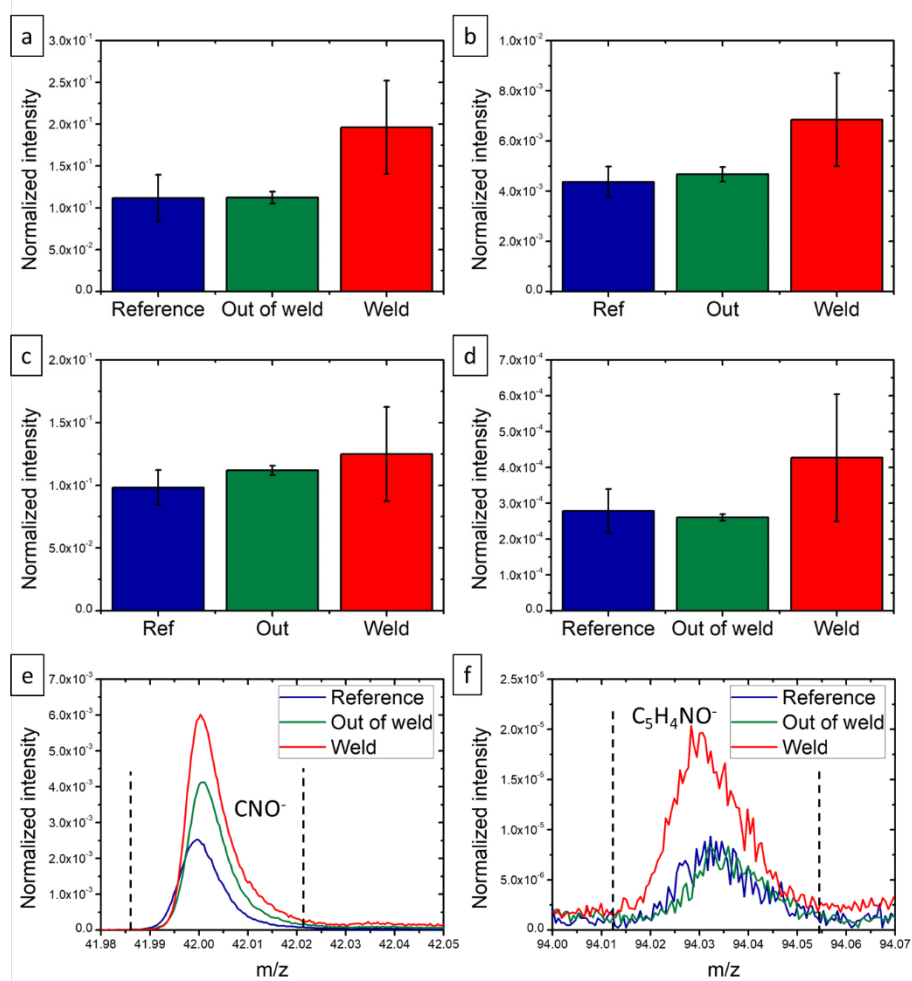 a
3.0x10⁻¹
2.5x10⁻¹
2.0x10⁻¹
1.5x10⁻¹
1.0x10⁻¹
5.0x10⁻²
0.0
Normalized intensity
Reference Out of weld Weld
b
1.0x10⁻²
8.0x10⁻³
6.0x10⁻³
4.0x10⁻³
2.0x10⁻³
0.0
Normalized intensity
Ref Out Weld
c
2.0x10⁻¹
1.5x10⁻¹
1.0x10⁻¹
5.0x10⁻²
0.0
Normalized intensity
Ref Out Weld
d
7.0x10⁻⁴
6.0x10⁻⁴
5.0x10⁻⁴
4.0x10⁻⁴
3.0x10⁻⁴
2.0x10⁻⁴
1.0x10⁻⁴
0.0
Normalized intensity
Reference Out of weld Weld
e
7.0x10⁻³
6.0x10⁻³
5.0x10⁻³
4.0x10⁻³
3.0x10⁻³
2.0x10⁻³
1.0x10⁻³
0.0
Normalized intensity
Reference
Out of weld
Weld
CNO⁻
41.98 41.99 42.00 42.01 42.02 42.03 42.04 42.05
m/z
f
2.5x10⁻⁵
2.0x10⁻⁵
1.5x10⁻⁵
1.0x10⁻⁵
5.0x10⁻⁶
0.0
Normalized intensity
C₅H₄NO⁻
Reference
Out of weld
Weld
94.00 94.01 94.02 94.03 94.04 94.05 94.06 94.07
m/z